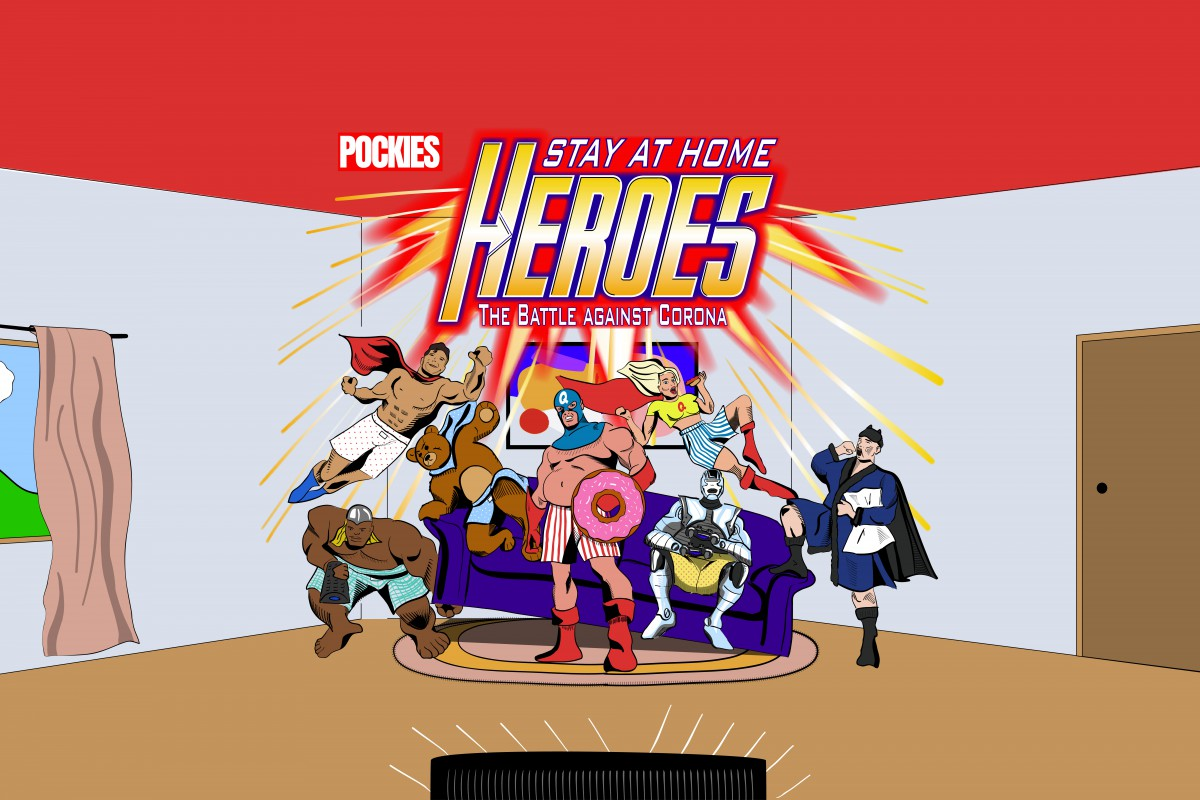 POCKIES
STAY AT HOME
HEROES
THE BATTLE AGAINST CORONA
Q
Q
Q